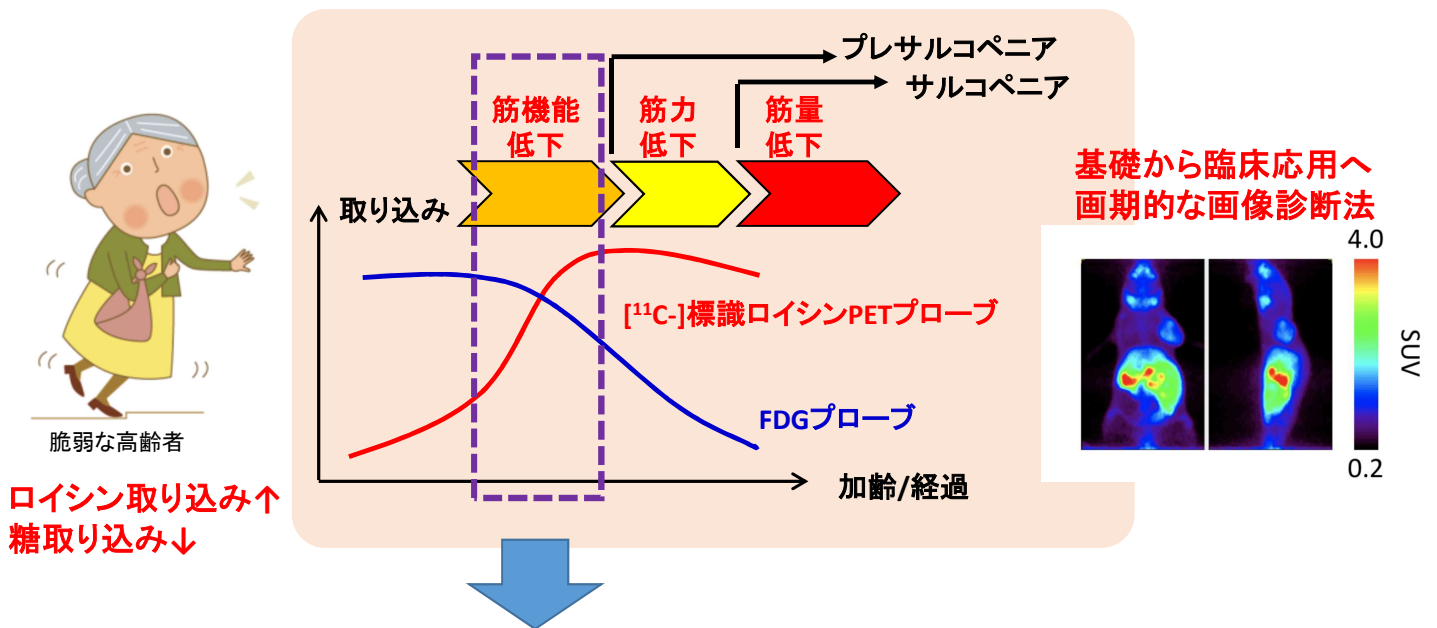 プレサルコペニア
サルコペニア
筋機能
低下
筋力
低下
筋量
低下
取り込み
[¹¹C-]標識ロイシンPETプローブ
FDGプローブ
加齢/経過
脆弱な高齢者
ロイシン取り込み↑
糖取り込み↓
基礎から臨床応用へ
画期的な画像診断法
4.0
SUV
0.2